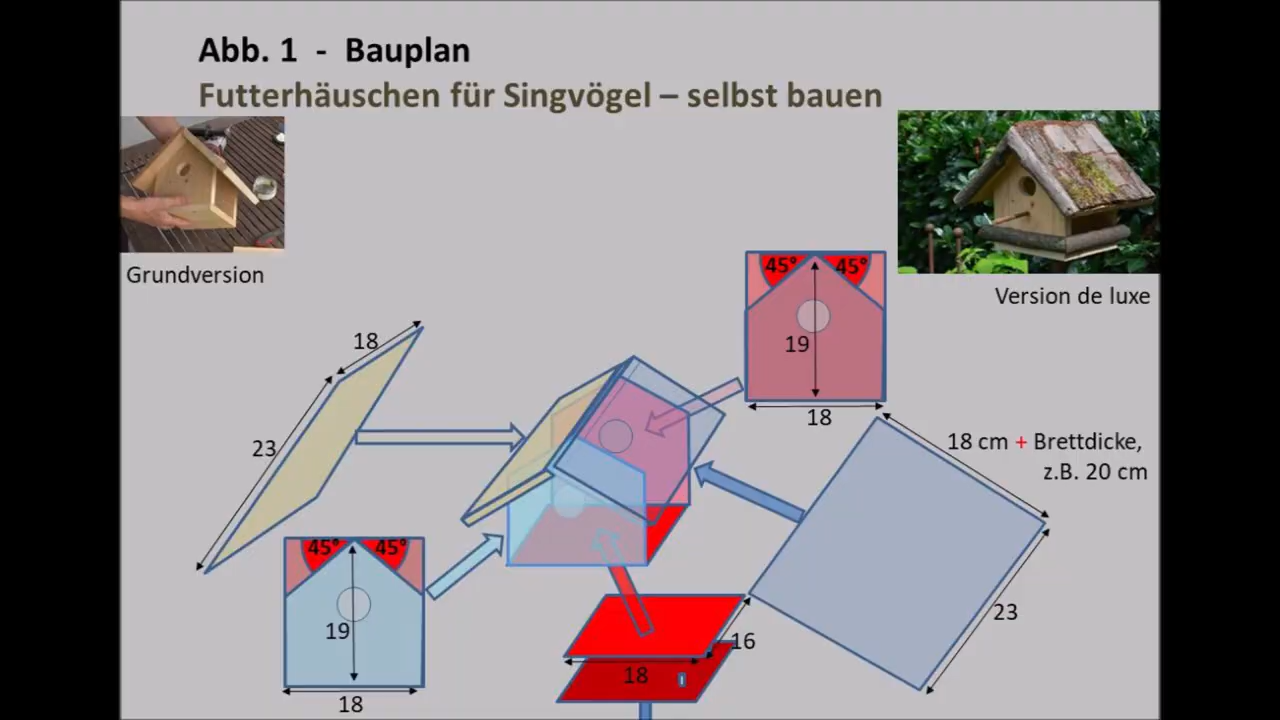 Abb. 1 - Bauplan
Futterhäuschen für Singvögel – selbst bauen
Grundversion
Version de luxe
45°
45°
19
18
18
23
18 cm + Brettdicke,
z.B. 20 cm
23
45°
45°
19
18
16
18